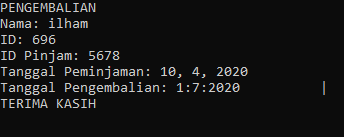 PENGEMBALIAN
Nama: ilham
ID: 696
ID Pinjam: 5678
Tanggal Peminjaman: 10, 4, 2020
Tanggal Pengembalian: 1:7:2020 |
TERIMA KASIH